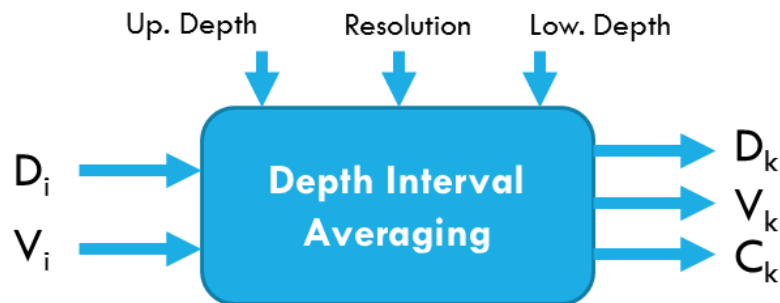 Up. Depth Resolution Low. Depth
Dᵢ
Vᵢ
Depth Interval
Averaging
Dₖ
Vₖ
Cₖ